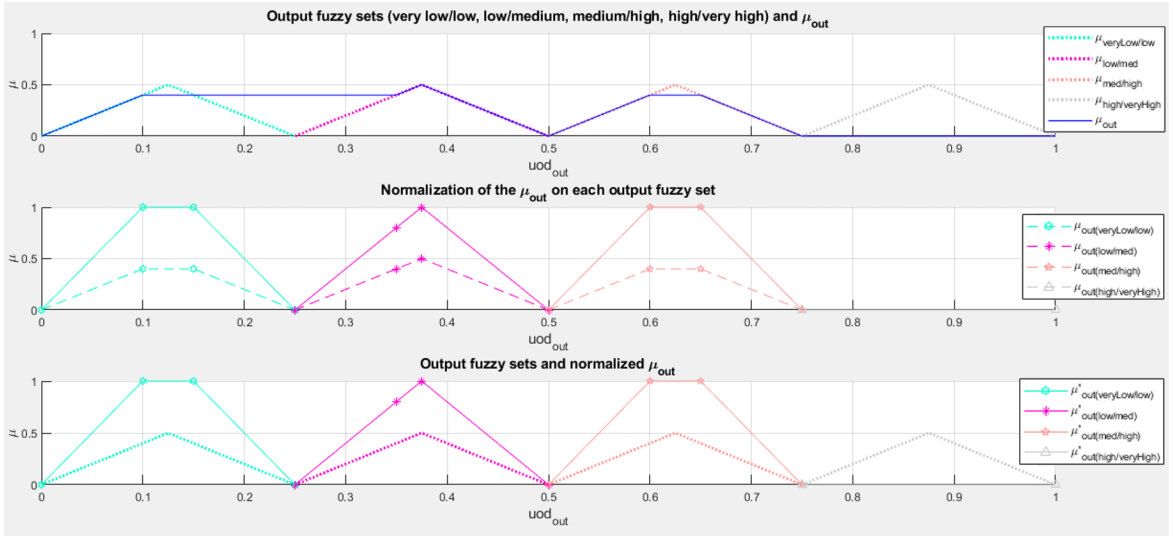 Output fuzzy sets (very low/low, low/medium, medium/high, high/very high) and μout
1
0.5
0
μ
0 0.1 0.2 0.3 0.4 0.5 0.6 0.7 0.8 0.9 1
uodout
μveryLow/low
μlow/med
μmed/high
μhigh/veryHigh
μout
Normalization of the μout on each output fuzzy set
1
0.5
0
μ
0 0.1 0.2 0.3 0.4 0.5 0.6 0.7 0.8 0.9 1
uodout
μout(veryLow/low)
μout(low/med)
μout(med/high)
μout(high/veryHigh)
Output fuzzy sets and normalized μout
1
0.5
0
μ
0 0.1 0.2 0.3 0.4 0.5 0.6 0.7 0.8 0.9 1
uodout
μ*out(veryLow/low)
μ*out(low/med)
μ*out(med/high)
μ*out(high/veryHigh)